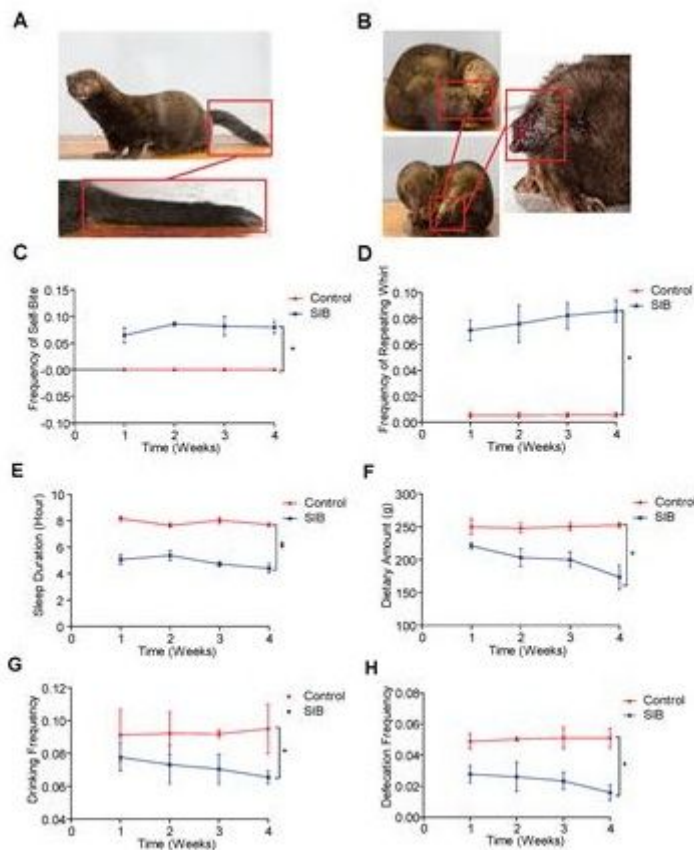 A
B
C
Frequency of Self-Bite
0.15
0.10
0.05
-0.00
-0.05
-0.10
0 1 2 3 4
Time (Weeks)
Control
SIB
*
D
Frequency of Repeating Whirl
0.10
0.08
0.06
0.04
0.02
0.00
0 1 2 3 4
Time (Weeks)
Control
SIB
*
E
Sleep Duration (Hour)
10
8
6
4
2
0
0 1 2 3 4
Time (Weeks)
Control
SIB
F
Dietary Amount (g)
300
250
200
150
100
0 1 2 3 4
Time (Weeks)
Control
SIB
*
G
Drinking Frequency
0.12
0.10
0.08
0.06
0.04
0 1 2 3 4
Time (Weeks)
Control
SIB
*
H
Defecation Frequency
0.08
0.06
0.04
0.02
0.00
0 1 2 3 4
Time (Weeks)
Control
SIB
*